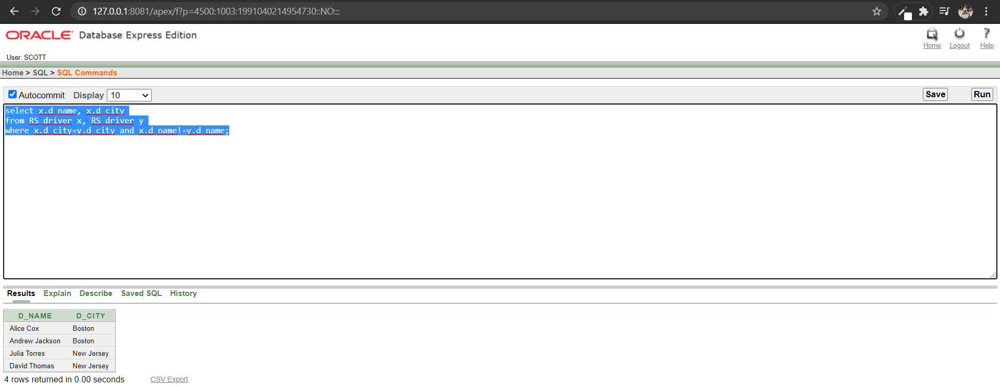 127.0.0.1:8081/apex/f?p=4500:1003:1991040214954730::NO:::
ORACLE Database Express Edition
Home Logout Help
User: SCOTT
Home > SQL > SQL Commands
Autocommit Display 10 Save Run
select x.d_name, x.d_city
from RS_driver x, RS_driver y
where x.d_city=y.d_city and x.d_name!=y.d_name;
Results Explain Describe Saved SQL History
D_NAME D_CITY
Alice Cox Boston
Andrew Jackson Boston
Julia Torres New Jersey
David Thomas New Jersey
4 rows returned in 0.00 seconds CSV Export